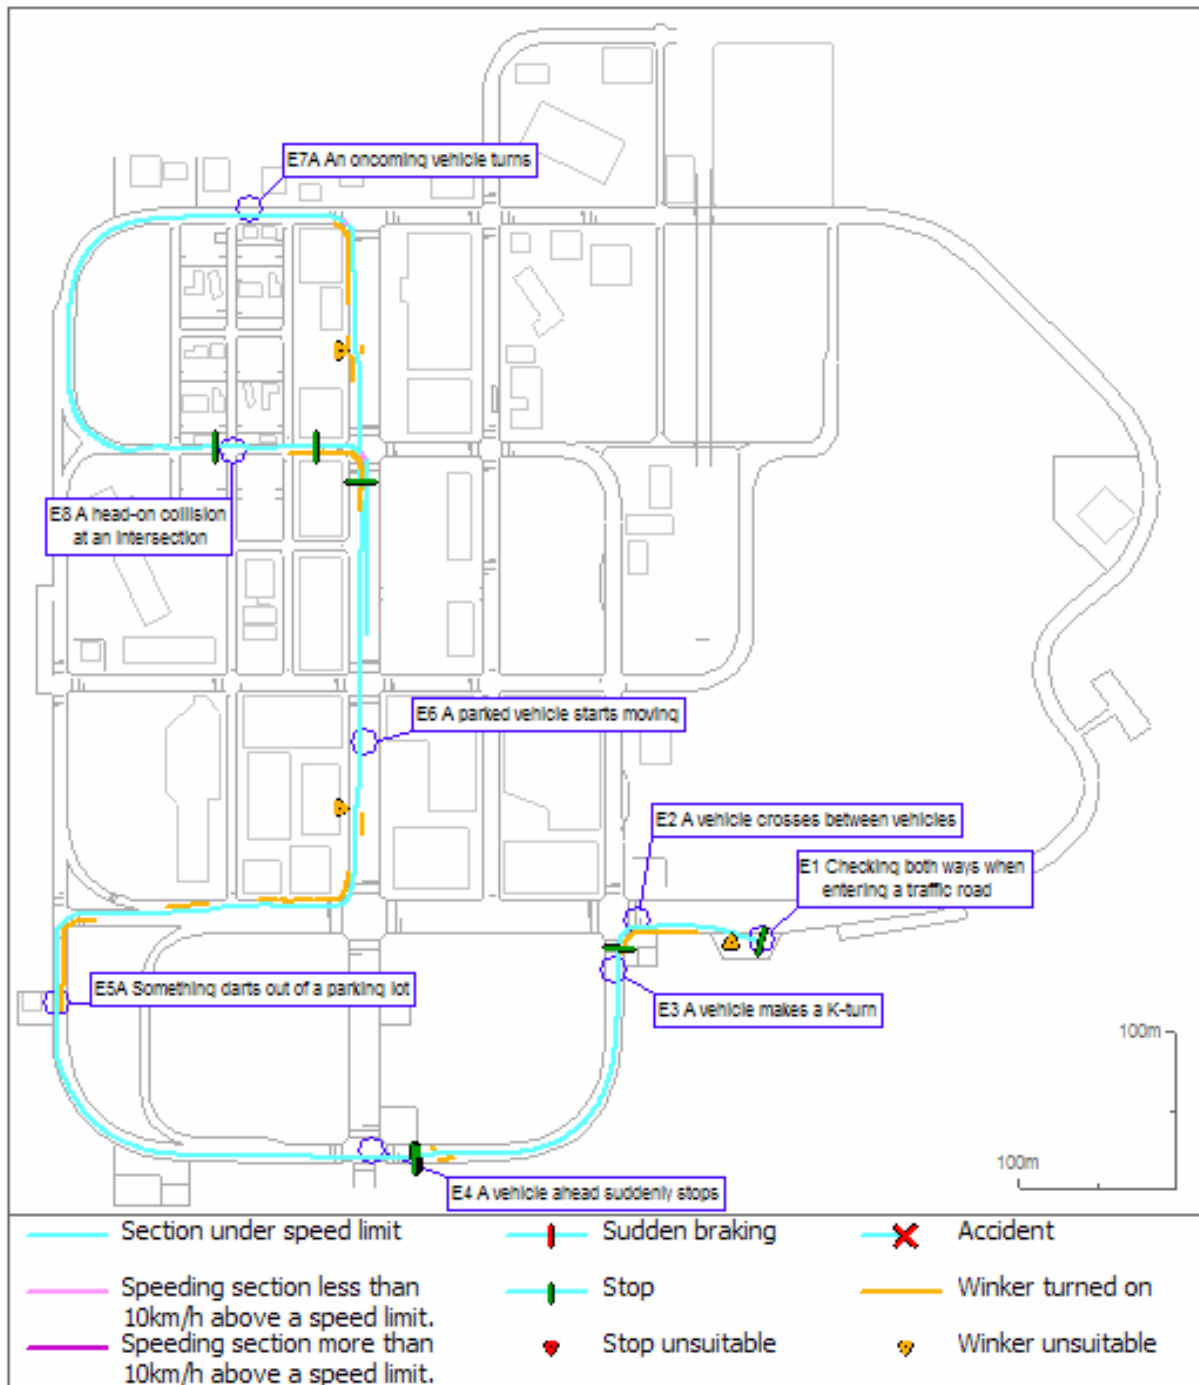 E7A An oncoming vehicle turns
E8 A head-on collision
at an intersection
E6 A parked vehicle starts moving
E2 A vehicle crosses between vehicles
E1 Checking both ways when
entering a traffic road
E5A Something darts out of a parking lot
E3 A vehicle makes a K-turn
100m
100m
E4 A vehicle ahead suddenly stops
Section under speed limit
Sudden braking
Accident
Speeding section less than
10km/h above a speed limit.
Stop
Winker turned on
Speeding section more than
10km/h above a speed limit.
Stop unsuitable
Winker unsuitable